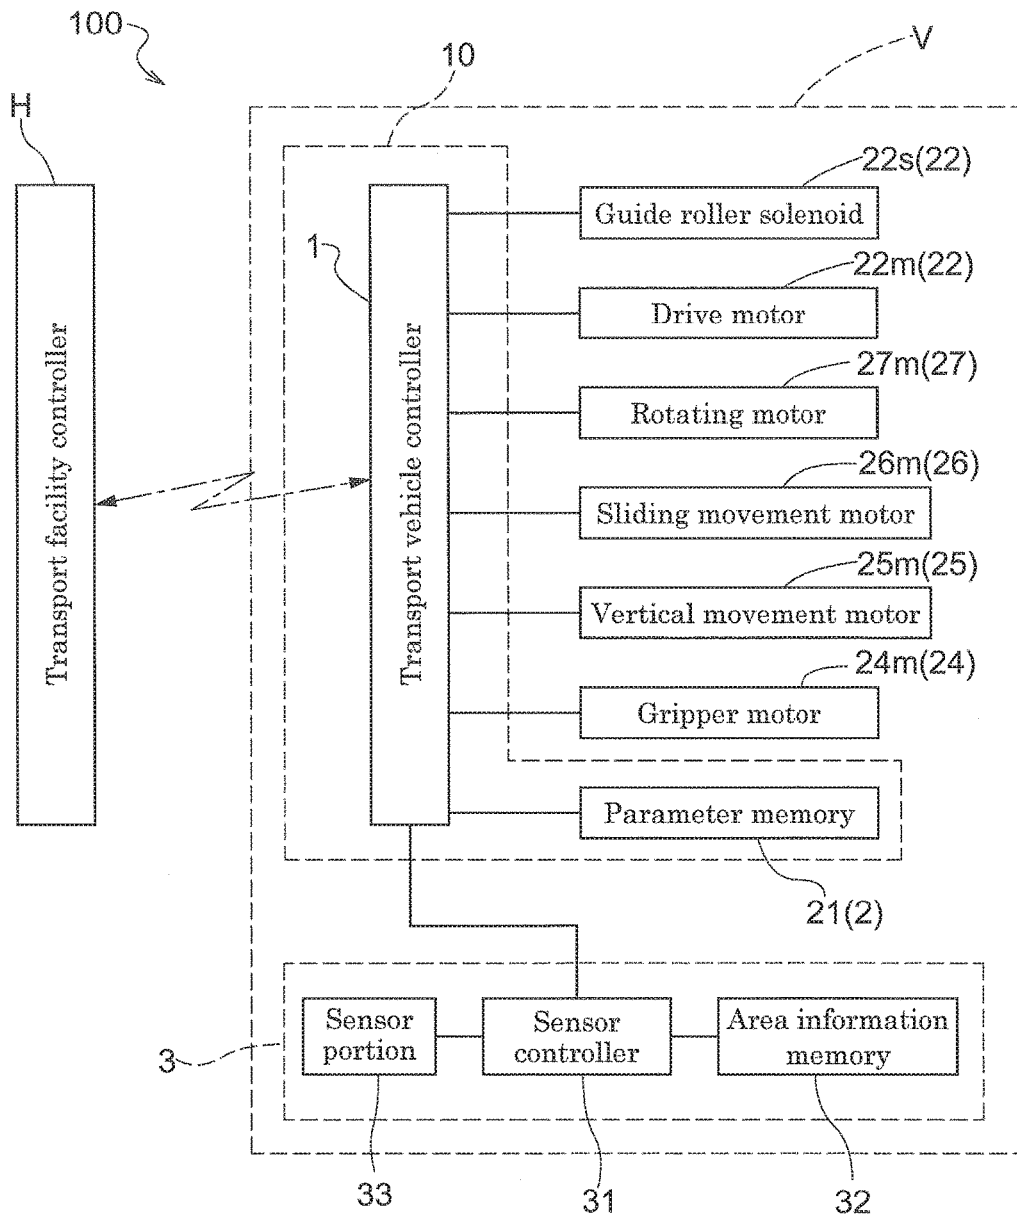 100
10
V
H
22s(22)
Guide roller solenoid
1
22m(22)
Drive motor
27m(27)
Rotating motor
Transport facility controller
Transport vehicle controller
26m(26)
Sliding movement motor
25m(25)
Vertical movement motor
24m(24)
Gripper motor
Parameter memory
21(2)
3
Sensor
portion
Sensor
controller
Area information
memory
33
31
32